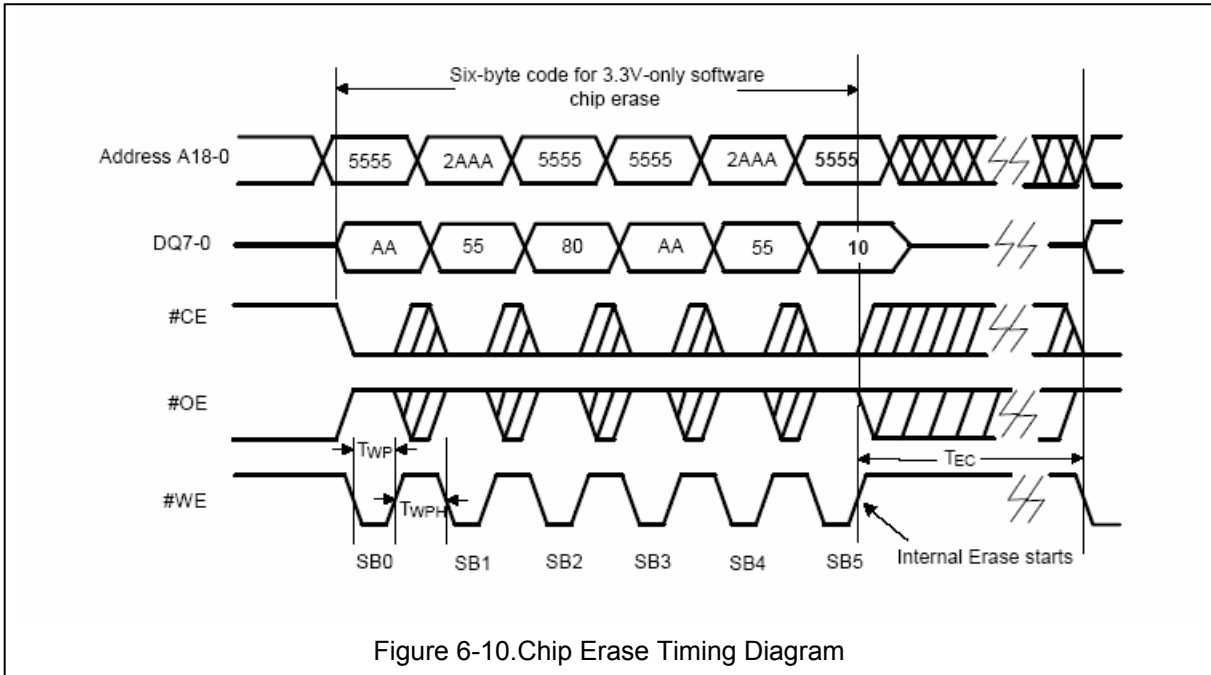 Six-byte code for 3.3V-only software
chip erase
Address A18-0
5555 2AAA 5555 5555 2AAA 5555
DQ7-0
AA 55 80 AA 55 10
#CE
#OE
TWP
TEC
#WE
TWPH
SB0 SB1 SB2 SB3 SB4 SB5
Internal Erase starts
Figure 6-10.Chip Erase Timing Diagram